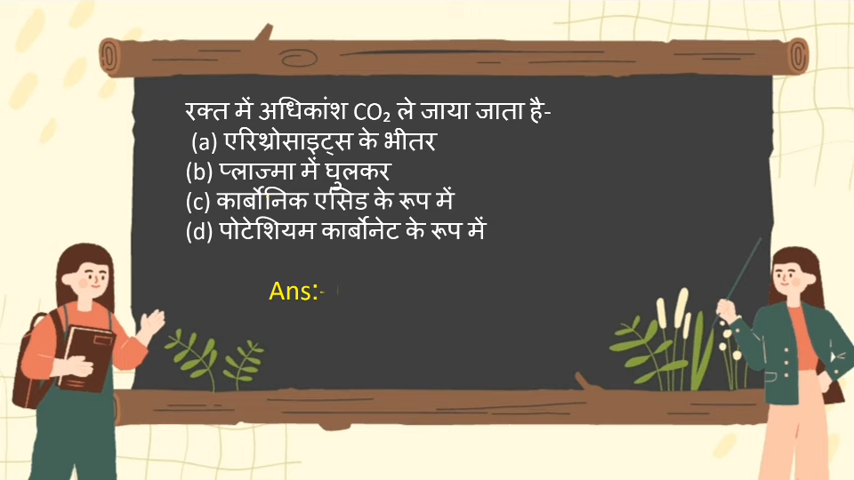 रक्त में अधिकांश CO₂ ले जाया जाता है-
(a) एरिथ्रोसाइट्स के भीतर
(b) प्लाज्मा में घुलकर
(c) कार्बोनिक एसिड के रूप में
(d) पोटेशियम कार्बोनेट के रूप में
Ans:-